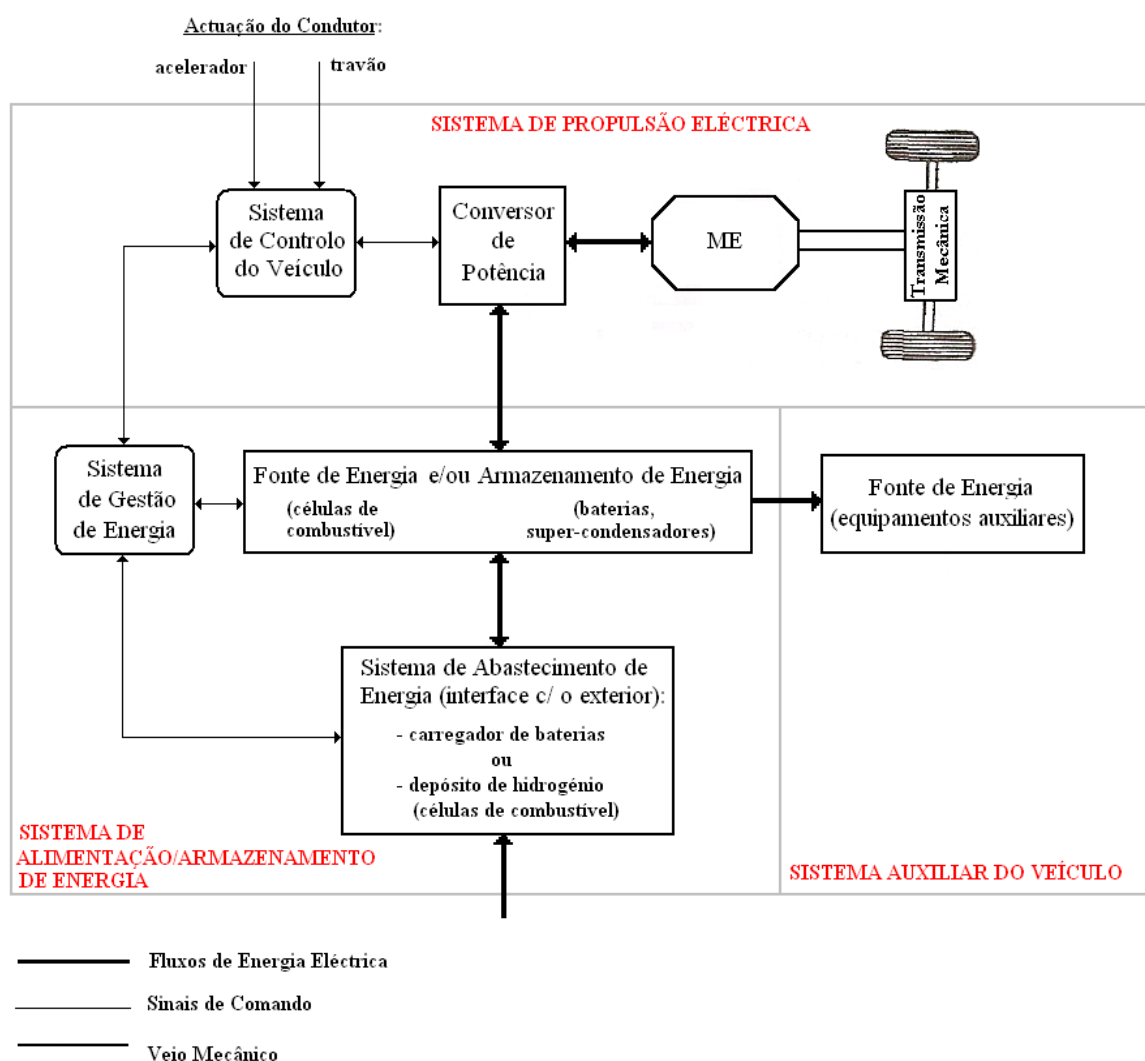 Actuação do Condutor:
acelerador
travão
SISTEMA DE PROPULSÃO ELÉCTRICA
Sistema
de Controlo
do Veículo
Conversor
de
Potência
ME
Transmissão
Mecânica
Sistema
de Gestão
de Energia
Fonte de Energia e/ou Armazenamento de Energia
(células de
combustível)
(baterias,
super-condensadores)
Fonte de Energia
(equipamentos auxiliares)
Sistema de Abastecimento de
Energia (interface c/ o exterior):
- carregador de baterias
ou
- depósito de hidrogénio
(células de combustível)
SISTEMA DE
ALIMENTAÇÃO/ARMAZENAMENTO
DE ENERGIA
SISTEMA AUXILIAR DO VEÍCULO
Fluxos de Energia Eléctrica
Sinais de Comando
Veio Mecânico